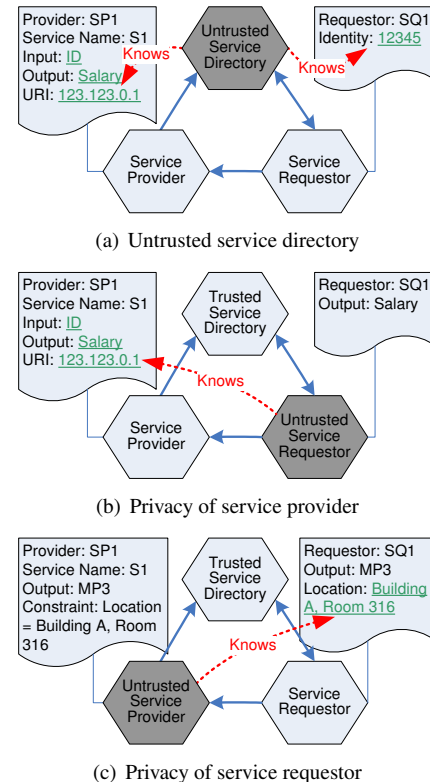 Provider: SP1
Service Name: S1
Input: ID
Output: Salary
URI: 123.123.0.1
Knows
Untrusted
Service
Directory
Knows
Requestor: SQ1
Identity: 12345
Service
Provider
Service
Requestor
(a) Untrusted service directory
Provider: SP1
Service Name: S1
Input: ID
Output: Salary
URI: 123.123.0.1
Trusted
Service
Directory
Requestor: SQ1
Output: Salary
Knows
Service
Provider
Untrusted
Service
Requestor
(b) Privacy of service provider
Provider: SP1
Service Name: S1
Output: MP3
Constraint: Location
= Building A, Room
316
Trusted
Service
Directory
Requestor: SQ1
Output: MP3
Location: Building
A, Room 316
Knows
Untrusted
Service
Provider
Service
Requestor
(c) Privacy of service requestor